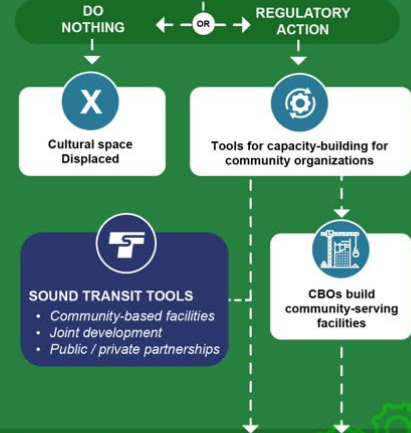 DO
NOTHING
OR
REGULATORY
ACTION
X
Cultural space
Displaced
Tools for capacity-building for
community organizations
SOUND TRANSIT TOOLS
• Community-based facilities
• Joint development
• Public / private partnerships
CBOs build
community-serving
facilities